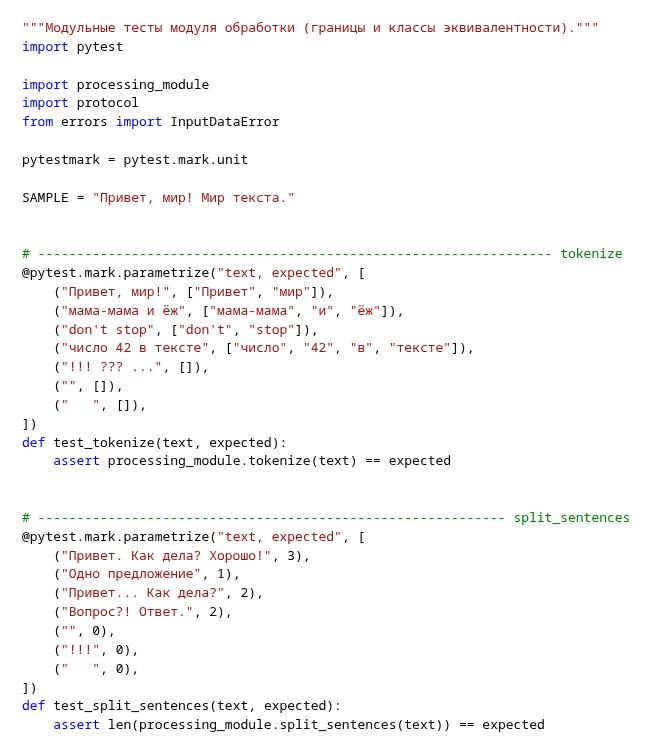 """Модульные тесты модуля обработки (границы и классы эквивалентности)."""
import pytest

import processing_module
import protocol
from errors import InputDataError

pytestmark = pytest.mark.unit

SAMPLE = "Привет, мир! Мир текста."


# ------------------------------------------------------------------ tokenize
@pytest.mark.parametrize("text, expected", [
    ("Привет, мир!", ["Привет", "мир"]),
    ("мама-мама и ёж", ["мама-мама", "и", "ёж"]),
    ("don't stop", ["don't", "stop"]),
    ("число 42 в тексте", ["число", "42", "в", "тексте"]),
    ("!!! ??? ...", []),
    ("", []),
    ("   ", []),
])
def test_tokenize(text, expected):
    assert processing_module.tokenize(text) == expected


# ------------------------------------------------------------ split_sentences
@pytest.mark.parametrize("text, expected", [
    ("Привет. Как дела? Хорошо!", 3),
    ("Одно предложение", 1),
    ("Привет... Как дела?", 2),
    ("Вопрос?! Ответ.", 2),
    ("", 0),
    ("!!!", 0),
    ("   ", 0),
])
def test_split_sentences(text, expected):
    assert len(processing_module.split_sentences(text)) == expected